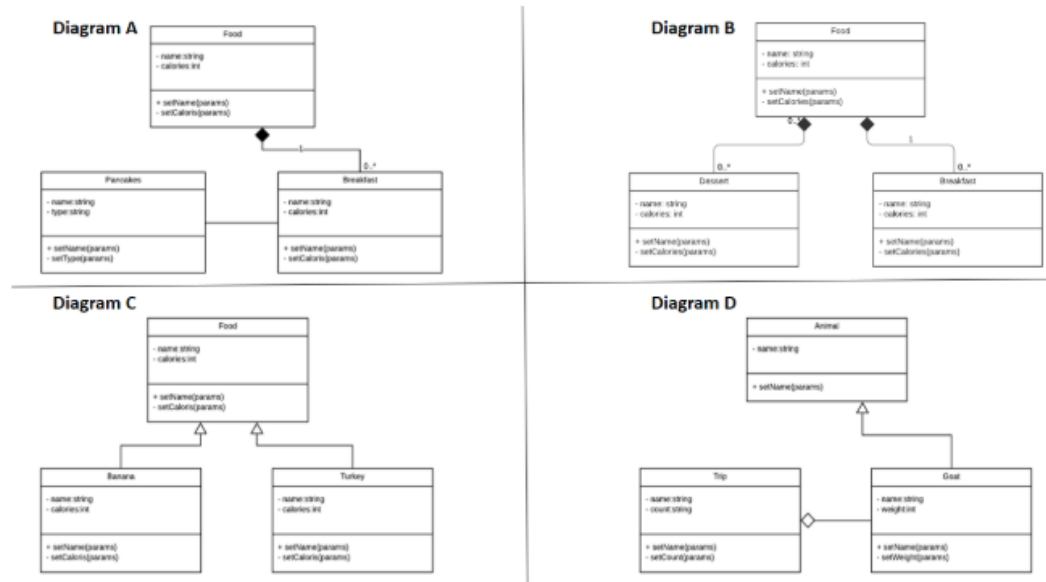 Diagram A
Food
- name:string
- calories:int
+ setName(params)
- setCaloris(params)
1
0..*
Pancakes
- name:string
- type:string
+ setName(params)
- setType(params)
Breakfast
- name:string
- calories:int
+ setName(params)
- setCaloris(params)
Diagram B
Food
- name: string
- calories: int
+ setName(params)
- setCalories(params)
0..*
1
0..*
0..*
Dessert
- name: string
- calories: int
+ setName(params)
- setCalories(params)
Breakfast
- name: string
- calories: int
+ setName(params)
- setCalories(params)
Diagram C
Food
- name:string
- calories:int
+ setName(params)
- setCaloris(params)
Banana
- name:string
- calories:int
+ setName(params)
- setCaloris(params)
Turkey
- name:string
- calories:int
+ setName(params)
- setCaloris(params)
Diagram D
Animal
- name:string
+ setName(params)
Trip
- name:string
- count:string
+ setName(params)
- setCount(params)
Goat
- name:string
- weight:int
+ setName(params)
- setWeight(params)